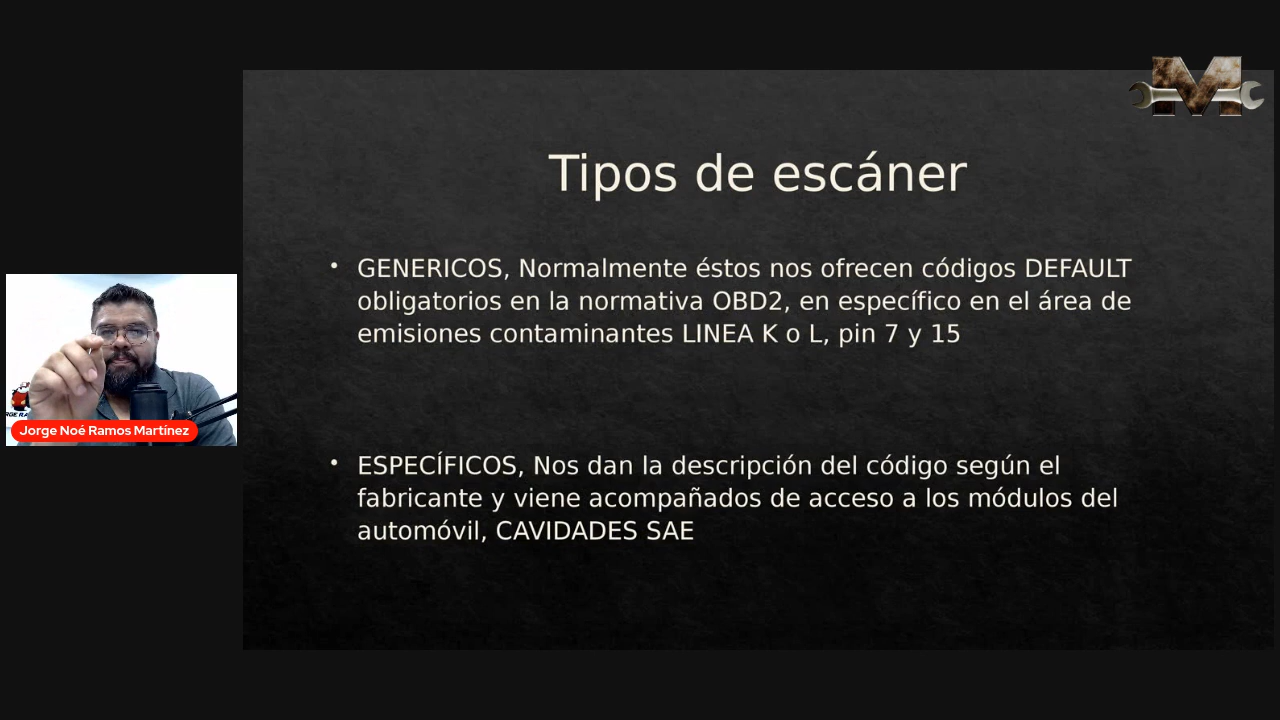 M
Tipos de escáner
• GENERICOS, Normalmente éstos nos ofrecen códigos DEFAULT
obligatorios en la normativa OBD2, en específico en el área de
emisiones contaminantes LINEA K o L, pin 7 y 15
• ESPECÍFICOS, Nos dan la descripción del código según el
fabricante y viene acompañados de acceso a los módulos del
automóvil, CAVIDADES SAE
Jorge Noé Ramos Martínez